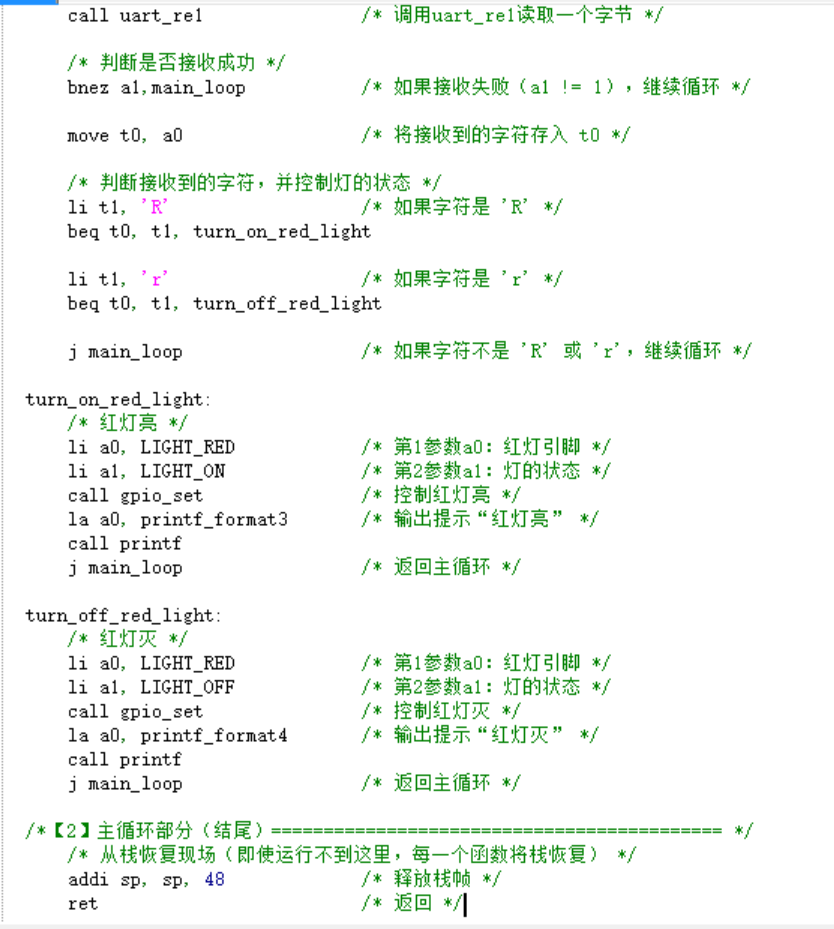 call uart_re1 /* 调用uart_re1读取一个字节 */
/* 判断是否接收成功 */
bnez a1,main_loop /* 如果接收失败（a1 != 1），继续循环 */
move t0, a0 /* 将接收到的字符存入 t0 */
/* 判断接收到的字符，并控制灯的状态 */
li t1, 'R' /* 如果字符是 'R' */
beq t0, t1, turn_on_red_light
li t1, 'r' /* 如果字符是 'r' */
beq t0, t1, turn_off_red_light
j main_loop /* 如果字符不是 'R' 或 'r'，继续循环 */
turn_on_red_light:
/* 红灯亮 */
li a0, LIGHT_RED /* 第1参数a0：红灯引脚 */
li a1, LIGHT_ON /* 第2参数a1：灯的状态 */
call gpio_set /* 控制红灯亮 */
la a0, printf_format3 /* 输出提示“红灯亮” */
call printf
j main_loop /* 返回主循环 */
turn_off_red_light:
/* 红灯灭 */
li a0, LIGHT_RED /* 第1参数a0：红灯引脚 */
li a1, LIGHT_OFF /* 第2参数a1：灯的状态 */
call gpio_set /* 控制红灯灭 */
la a0, printf_format4 /* 输出提示“红灯灭” */
call printf
j main_loop /* 返回主循环 */
/*【2】主循环部分（结尾）=========================================== */
/* 从栈恢复现场（即使运行不到这里，每一个函数将栈恢复） */
addi sp, sp, 48 /* 释放栈帧 */
ret /* 返回 */